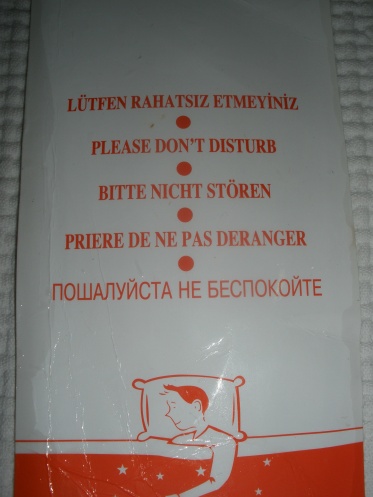 LÜTFEN RAHATSIZ ETMEYİNİZ
PLEASE DON'T DISTURB
BITTE NICHT STÖREN
PRIERE DE NE PAS DERANGER
ПОШАЛУЙСТА НЕ БЕСПОКОЙТЕ